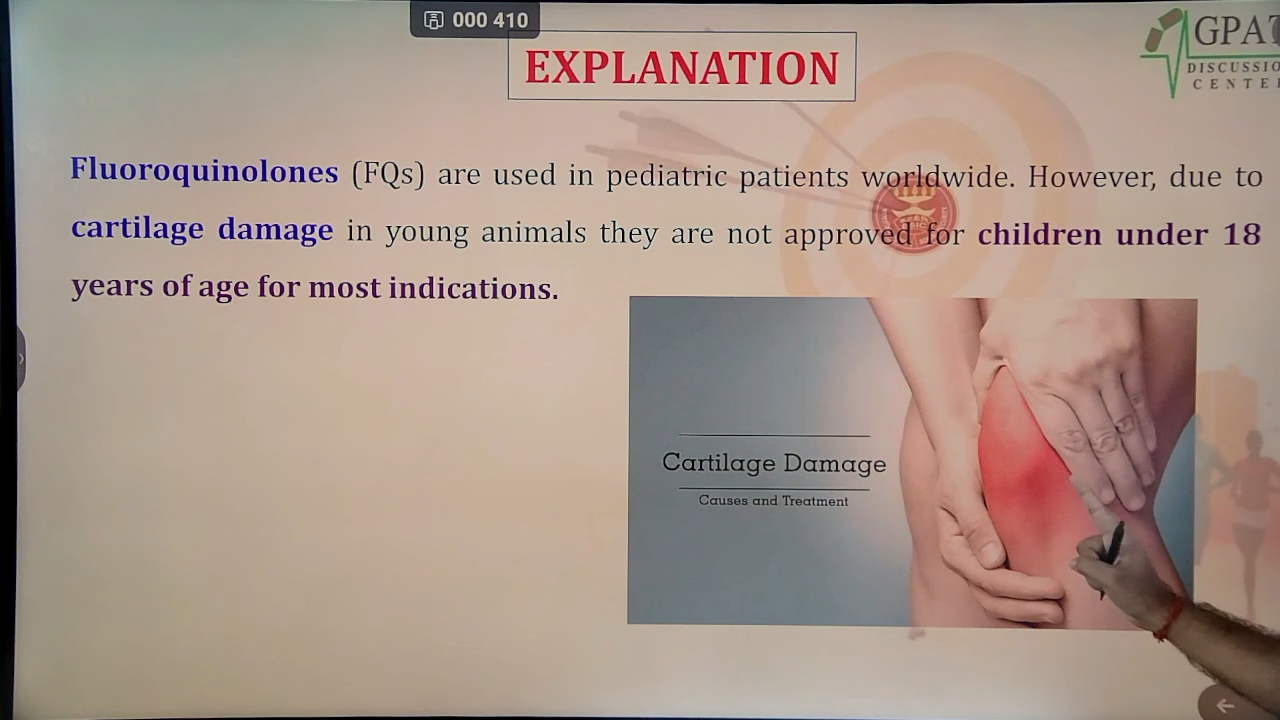 000 410
EXPLANATION
GPAT
DISCUSSIO
CENTE
Fluoroquinolones (FQs) are used in pediatric patients worldwide. However, due to
cartilage damage in young animals they are not approved for children under 18
years of age for most indications.
Cartilage Damage
Causes and Treatment